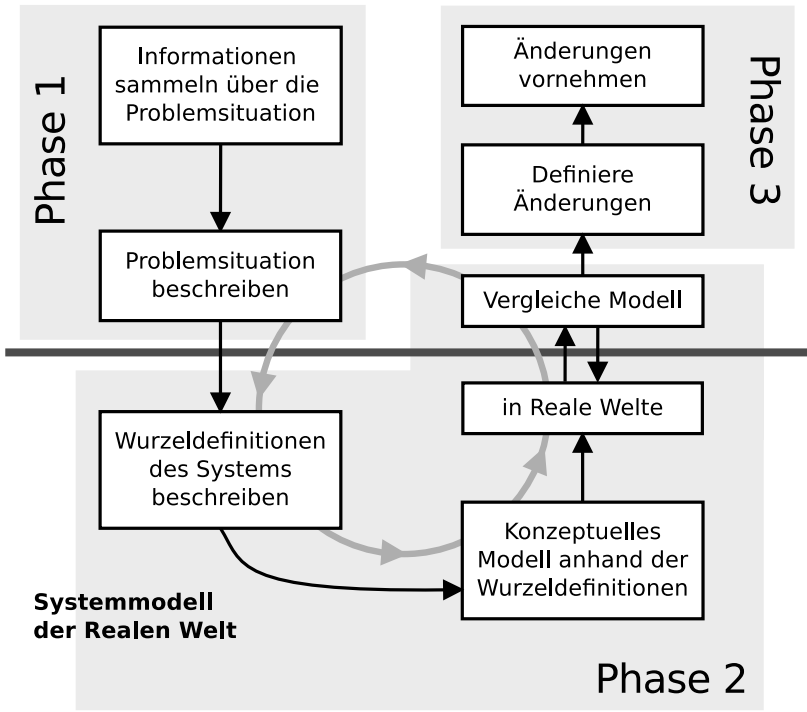 Phase 1
Informationen
sammeln über die
Problemsituation
Problemsituation
beschreiben
Wurzeldefinitionen
des Systems
beschreiben
Systemmodell
der Realen Welt
Konzeptuelles
Modell anhand der
Wurzeldefinitionen
in Reale Welte
Vergleiche Modell
Phase 2
Definiere
Änderungen
Änderungen
vornehmen
Phase 3